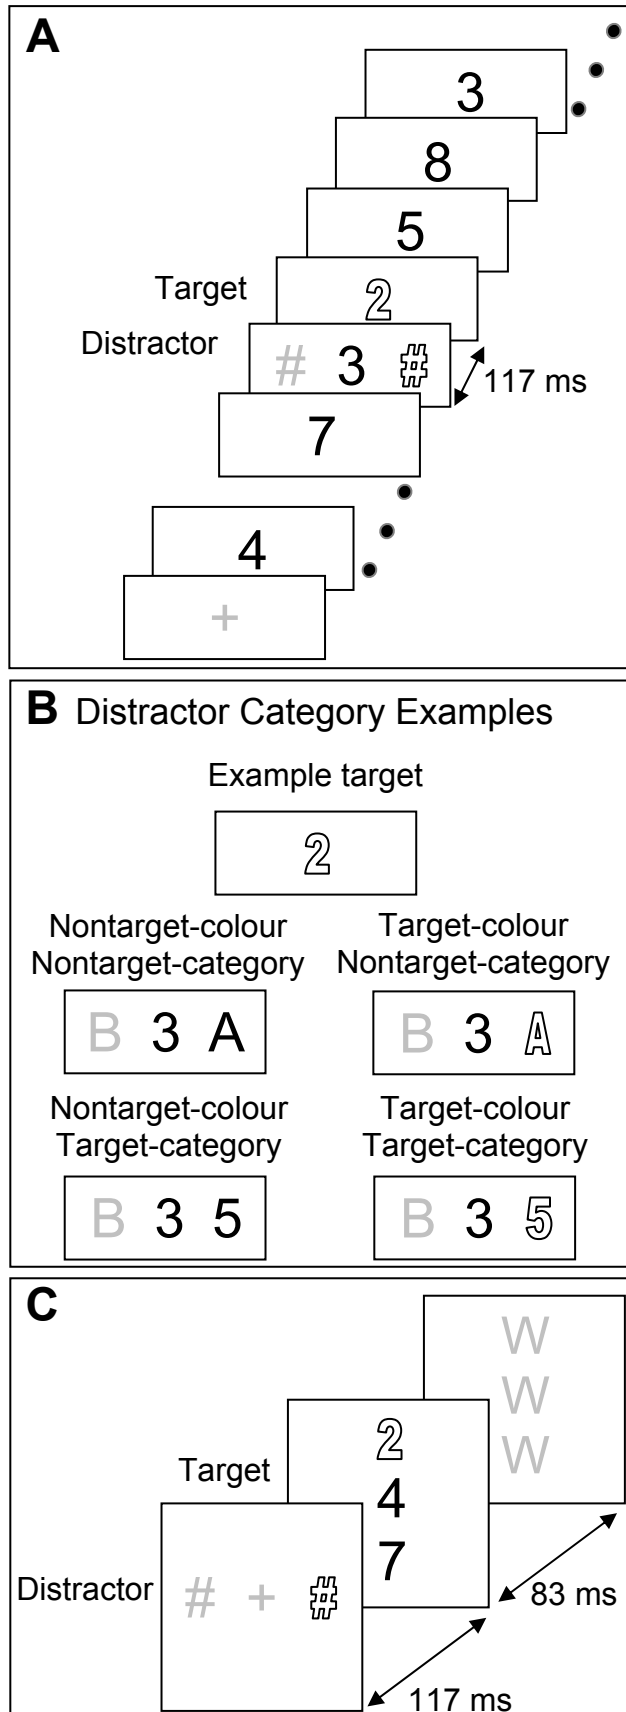 A
3
8
5
Target 2
Distractor # 3 #
117 ms
7
4
+
B Distractor Category Examples
Example target
2
Nontarget-colour Target-colour
Nontarget-category Nontarget-category
B 3 A B 3 A
Nontarget-colour Target-colour
Target-category Target-category
B 3 5 B 3 5
C
W
W
W
2
Target
4
7
Distractor # + #
83 ms
117 ms